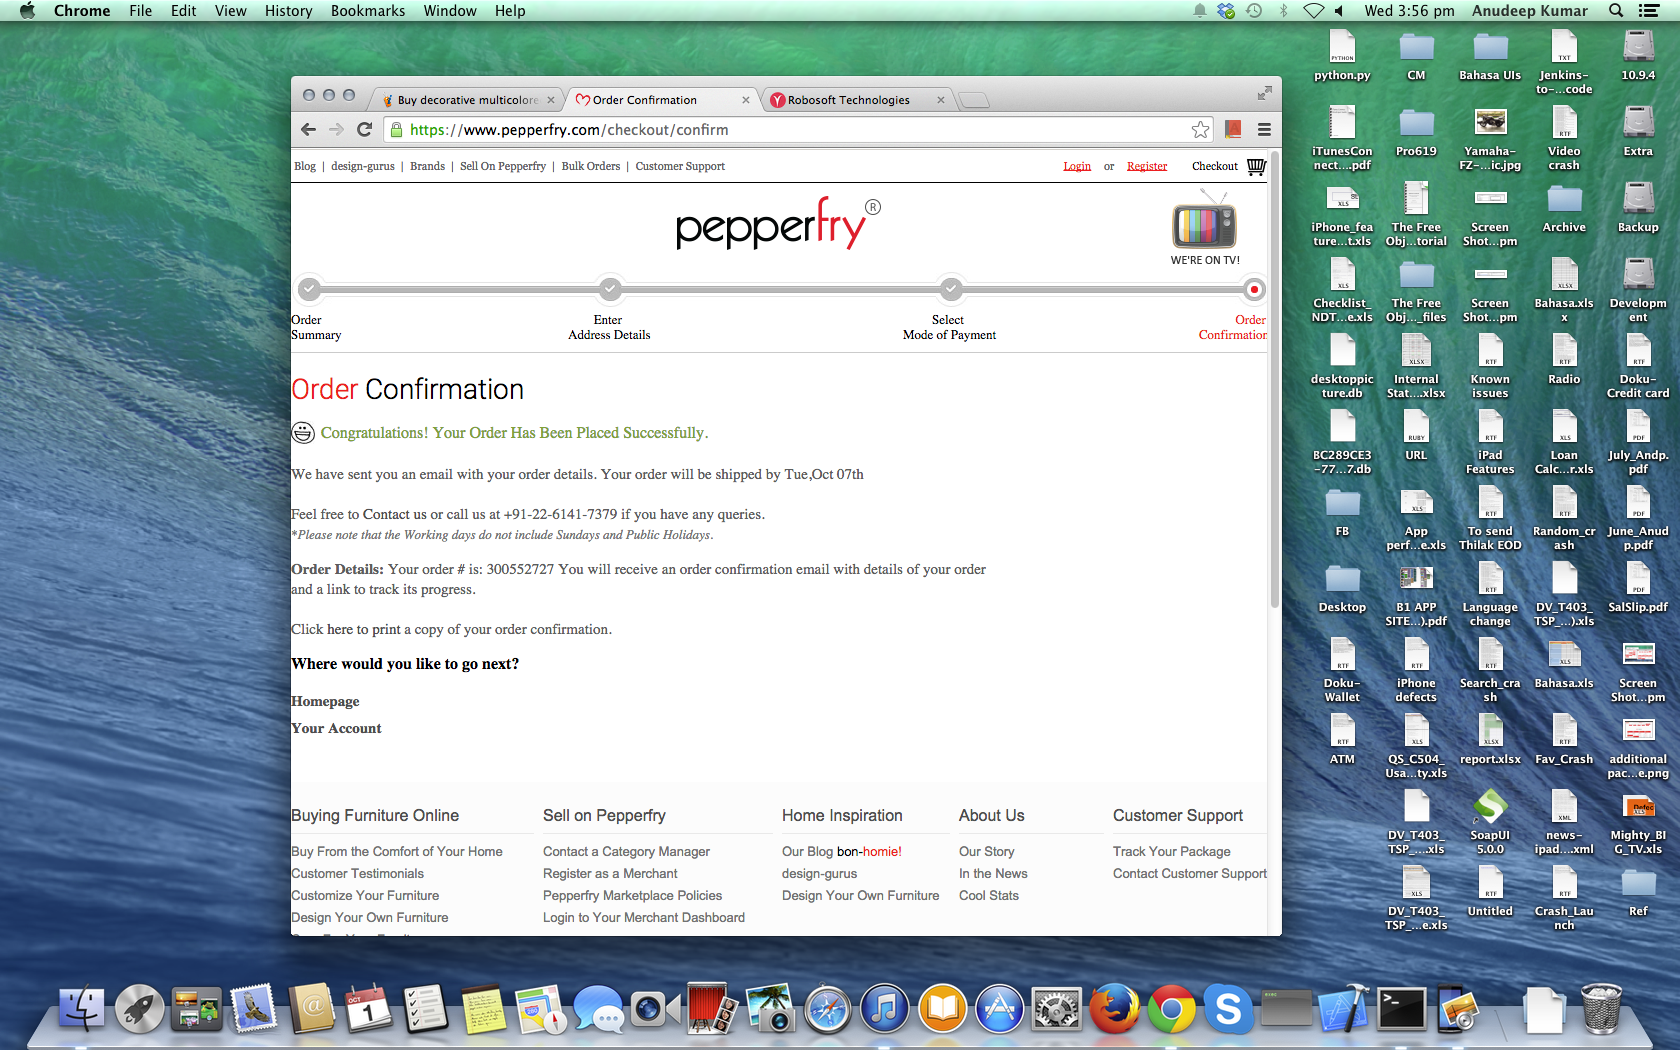 Chrome File Edit View History Bookmarks Window Help
Wed 3:56 pm Anudeep Kumar
Buy decorative multicolore
Order Confirmation
Robosoft Technologies
https://www.pepperfry.com/checkout/confirm
Blog | design-gurus | Brands | Sell On Pepperfry | Bulk Orders | Customer Support
Login or Register Checkout
pepperfry®
WE'RE ON TV!
Order Summary
Enter Address Details
Select Mode of Payment
Order Confirmation
Order Confirmation
Congratulations! Your Order Has Been Placed Successfully.
We have sent you an email with your order details. Your order will be shipped by Tue,Oct 07th
Feel free to Contact us or call us at +91-22-6141-7379 if you have any queries.
*Please note that the Working days do not include Sundays and Public Holidays.
Order Details: Your order # is: 300552727 You will receive an order confirmation email with details of your order
and a link to track its progress.
Click here to print a copy of your order confirmation.
Where would you like to go next?
Homepage
Your Account
Buying Furniture Online
Buy From the Comfort of Your Home
Customer Testimonials
Customize Your Furniture
Design Your Own Furniture
Sell on Pepperfry
Contact a Category Manager
Register as a Merchant
Pepperfry Marketplace Policies
Login to Your Merchant Dashboard
Home Inspiration
Our Blog bon-homie!
design-gurus
Design Your Own Furniture
About Us
Our Story
In the News
Cool Stats
Customer Support
Track Your Package
Contact Customer Support
python.py
CM
Bahasa UIs
Jenkins-to-...code
10.9.4
iTunesConnect....pdf
Pro619
Yamaha-FZ-...ic.jpg
Video crash
Extra
iPhone_feature...t.xls
The Free Obj...torial
Screen Shot...pm
Archive
Backup
Checklist_NDT...e.xls
The Free Obj..._files
Screen Shot...pm
Bahasa.xlsx
Development
desktoppicture.db
Internal Stat....xlsx
Known issues
Radio
Doku-Credit card
BC289CE3-77...7.db
URL
iPad Features
Loan Calc...r.xls
July_Andp.pdf
FB
App perf...e.xls
To send Thilak EOD
Random_crash
June_Anudp.pdf
Desktop
B1 APP SITE...).pdf
Language change
DV_T403_TSP_...).xls
SalSlip.pdf
Doku-Wallet
iPhone defects
Search_crash
Bahasa.xls
Screen Shot...pm
ATM
QS_C504_Usa...ty.xls
report.xlsx
Fav_Crash
additional pac...e.png
DV_T403_TSP_....xls
SoapUI 5.0.0
news-ipad...xml
Mighty_BIG_TV.xls
DV_T403_TSP_...e.xls
Untitled
Crash_Launch
Ref
OCT
1